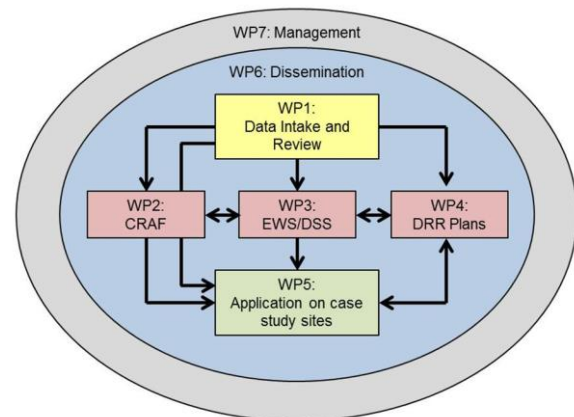 WP7: Management
WP6: Dissemination
WP1:
Data Intake and
Review
WP2:
CRAF
WP3:
EWS/DSS
WP4:
DRR Plans
WP5:
Application on case
study sites